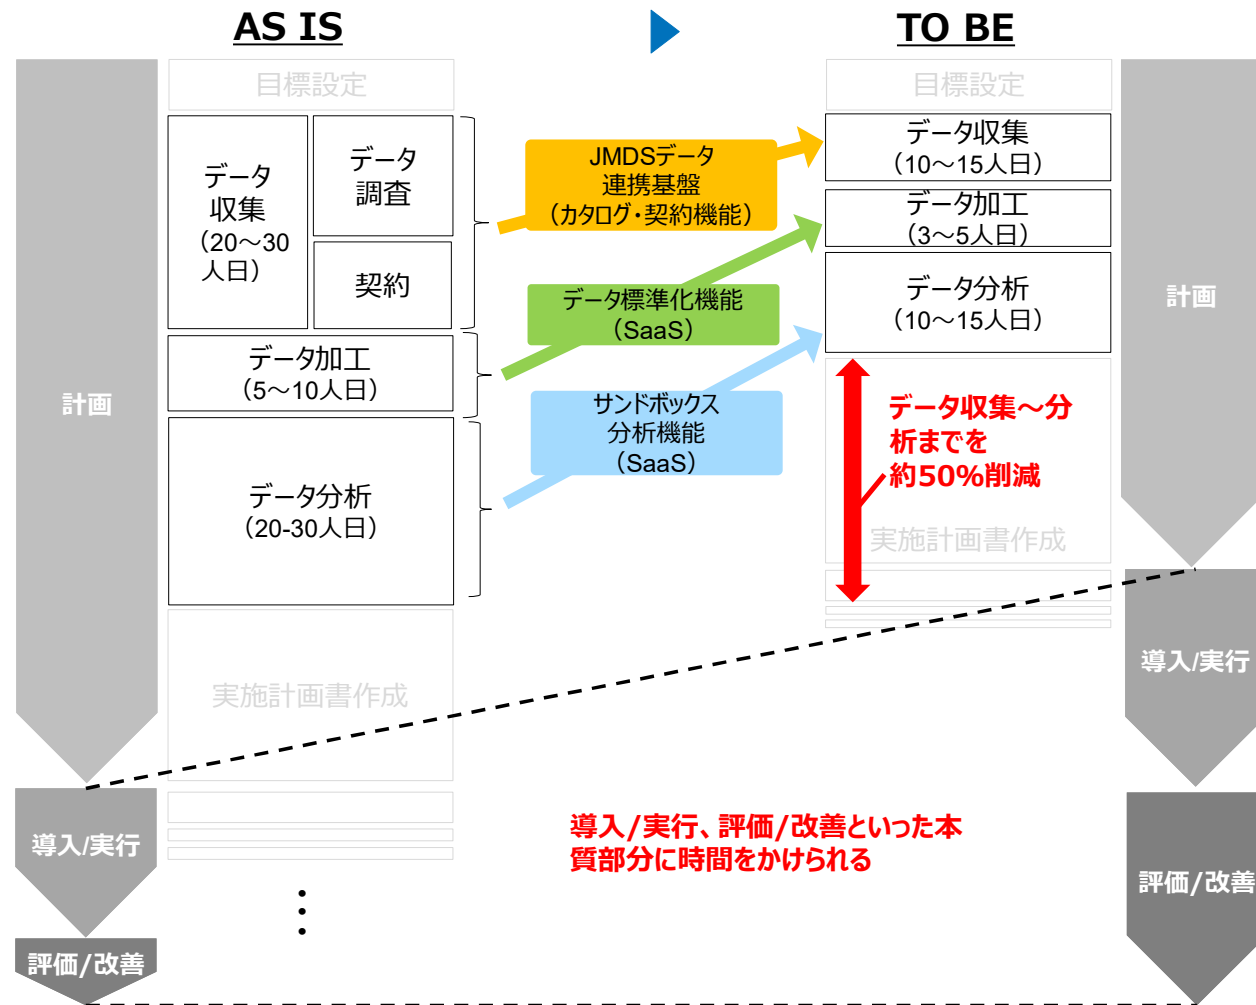 AS IS
TO BE
計画
導入/実行
評価/改善
目標設定
データ
収集
（20～30
人日）
データ
調査
契約
データ加工
（5～10人日）
データ分析
（20-30人日）
実施計画書作成
JMDSデータ
連携基盤
（カタログ・契約機能）
データ標準化機能
（SaaS）
サンドボックス
分析機能
（SaaS）
目標設定
データ収集
（10～15人日）
データ加工
（3～5人日）
データ分析
（10～15人日）
データ収集～分
析までを
約50%削減
実施計画書作成
計画
導入/実行
評価/改善
導入/実行、評価/改善といった本
質部分に時間をかけられる